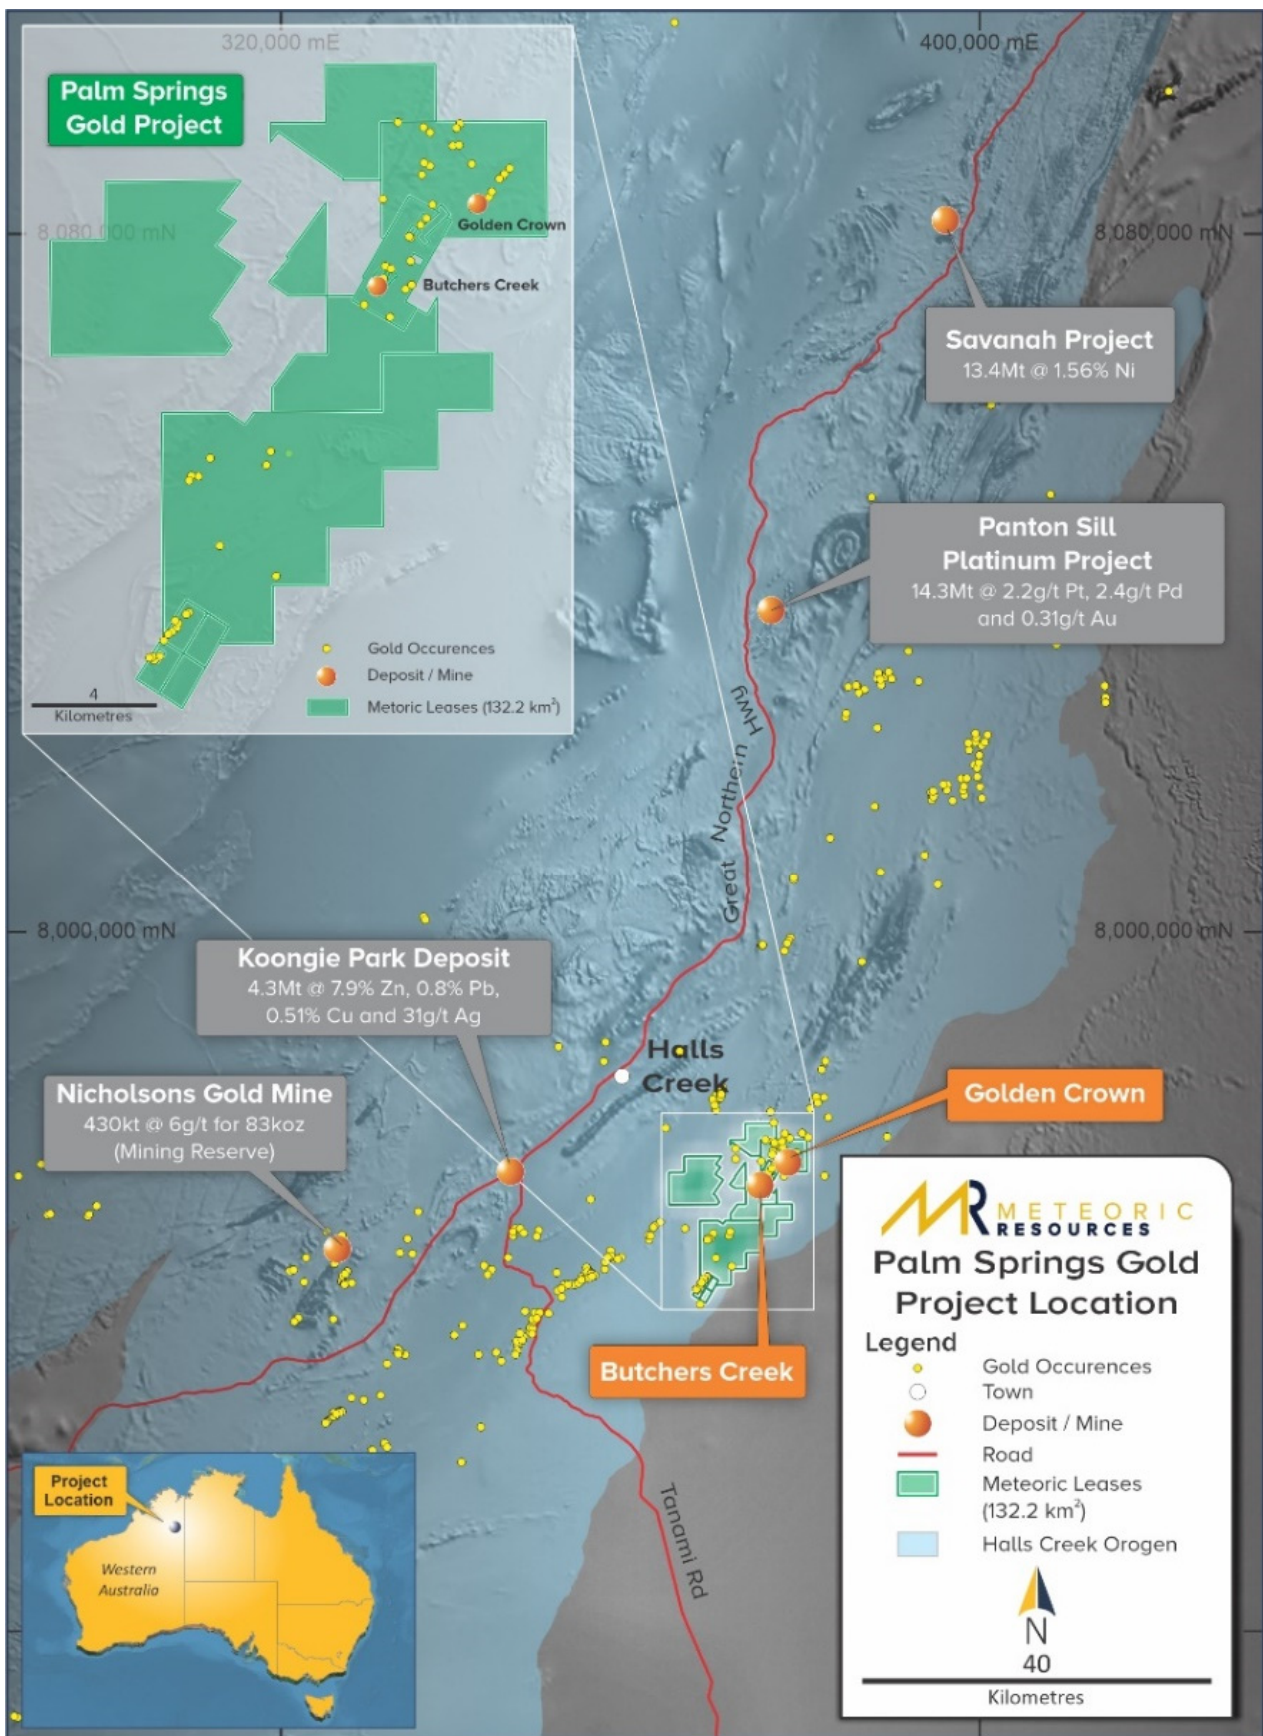 320,000 mE
400,000 mE
Palm Springs
Gold Project
Golden Crown
8,080,000 mN
8,080,000 mN
Butchers Creek
Savanah Project
13.4Mt @ 1.56% Ni
Panton Sill
Platinum Project
14.3Mt @ 2.2g/t Pt, 2.4g/t Pd
and 0.31g/t Au
Gold Occurences
Deposit / Mine
Metoric Leases (132.2 km²)
4
Kilometres
Great Northern Hwy
8,000,000 mN
8,000,000 mN
Koongie Park Deposit
4.3Mt @ 7.9% Zn, 0.8% Pb,
0.51% Cu and 31g/t Ag
Halls
Creek
Nicholsons Gold Mine
430kt @ 6g/t for 83koz
(Mining Reserve)
Golden Crown
Butchers Creek
Tanami Rd
Project
Location
Western
Australia
MR METEORIC
RESOURCES
Palm Springs Gold
Project Location
Legend
Gold Occurences
Town
Deposit / Mine
Road
Meteoric Leases
(132.2 km²)
Halls Creek Orogen
N
40
Kilometres